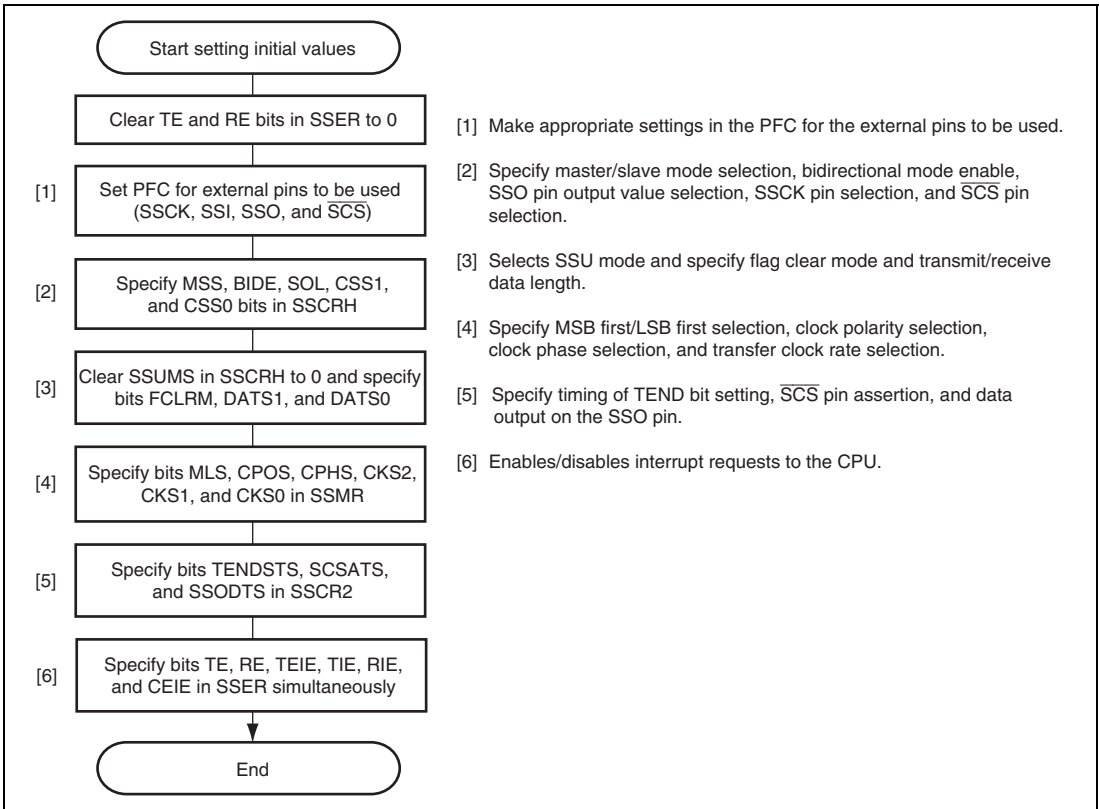 Start setting initial values
Clear TE and RE bits in SSER to 0
[1]
Set PFC for external pins to be used
(SSCK, SSI, SSO, and S̅C̅S̅)
[2]
Specify MSS, BIDE, SOL, CSS1,
and CSS0 bits in SSCRH
[3]
Clear SSUMS in SSCRH to 0 and specify
bits FCLRM, DATS1, and DATS0
[4]
Specify bits MLS, CPOS, CPHS, CKS2,
CKS1, and CKS0 in SSMR
[5]
Specify bits TENDSTS, SCSATS,
and SSODTS in SSCR2
[6]
Specify bits TE, RE, TEIE, TIE, RIE,
and CEIE in SSER simultaneously
End
[1] Make appropriate settings in the PFC for the external pins to be used.
[2] Specify master/slave mode selection, bidirectional mode enable,
SSO pin output value selection, SSCK pin selection, and S̅C̅S̅ pin
selection.
[3] Selects SSU mode and specify flag clear mode and transmit/receive
data length.
[4] Specify MSB first/LSB first selection, clock polarity selection,
clock phase selection, and transfer clock rate selection.
[5] Specify timing of TEND bit setting, S̅C̅S̅ pin assertion, and data
output on the SSO pin.
[6] Enables/disables interrupt requests to the CPU.